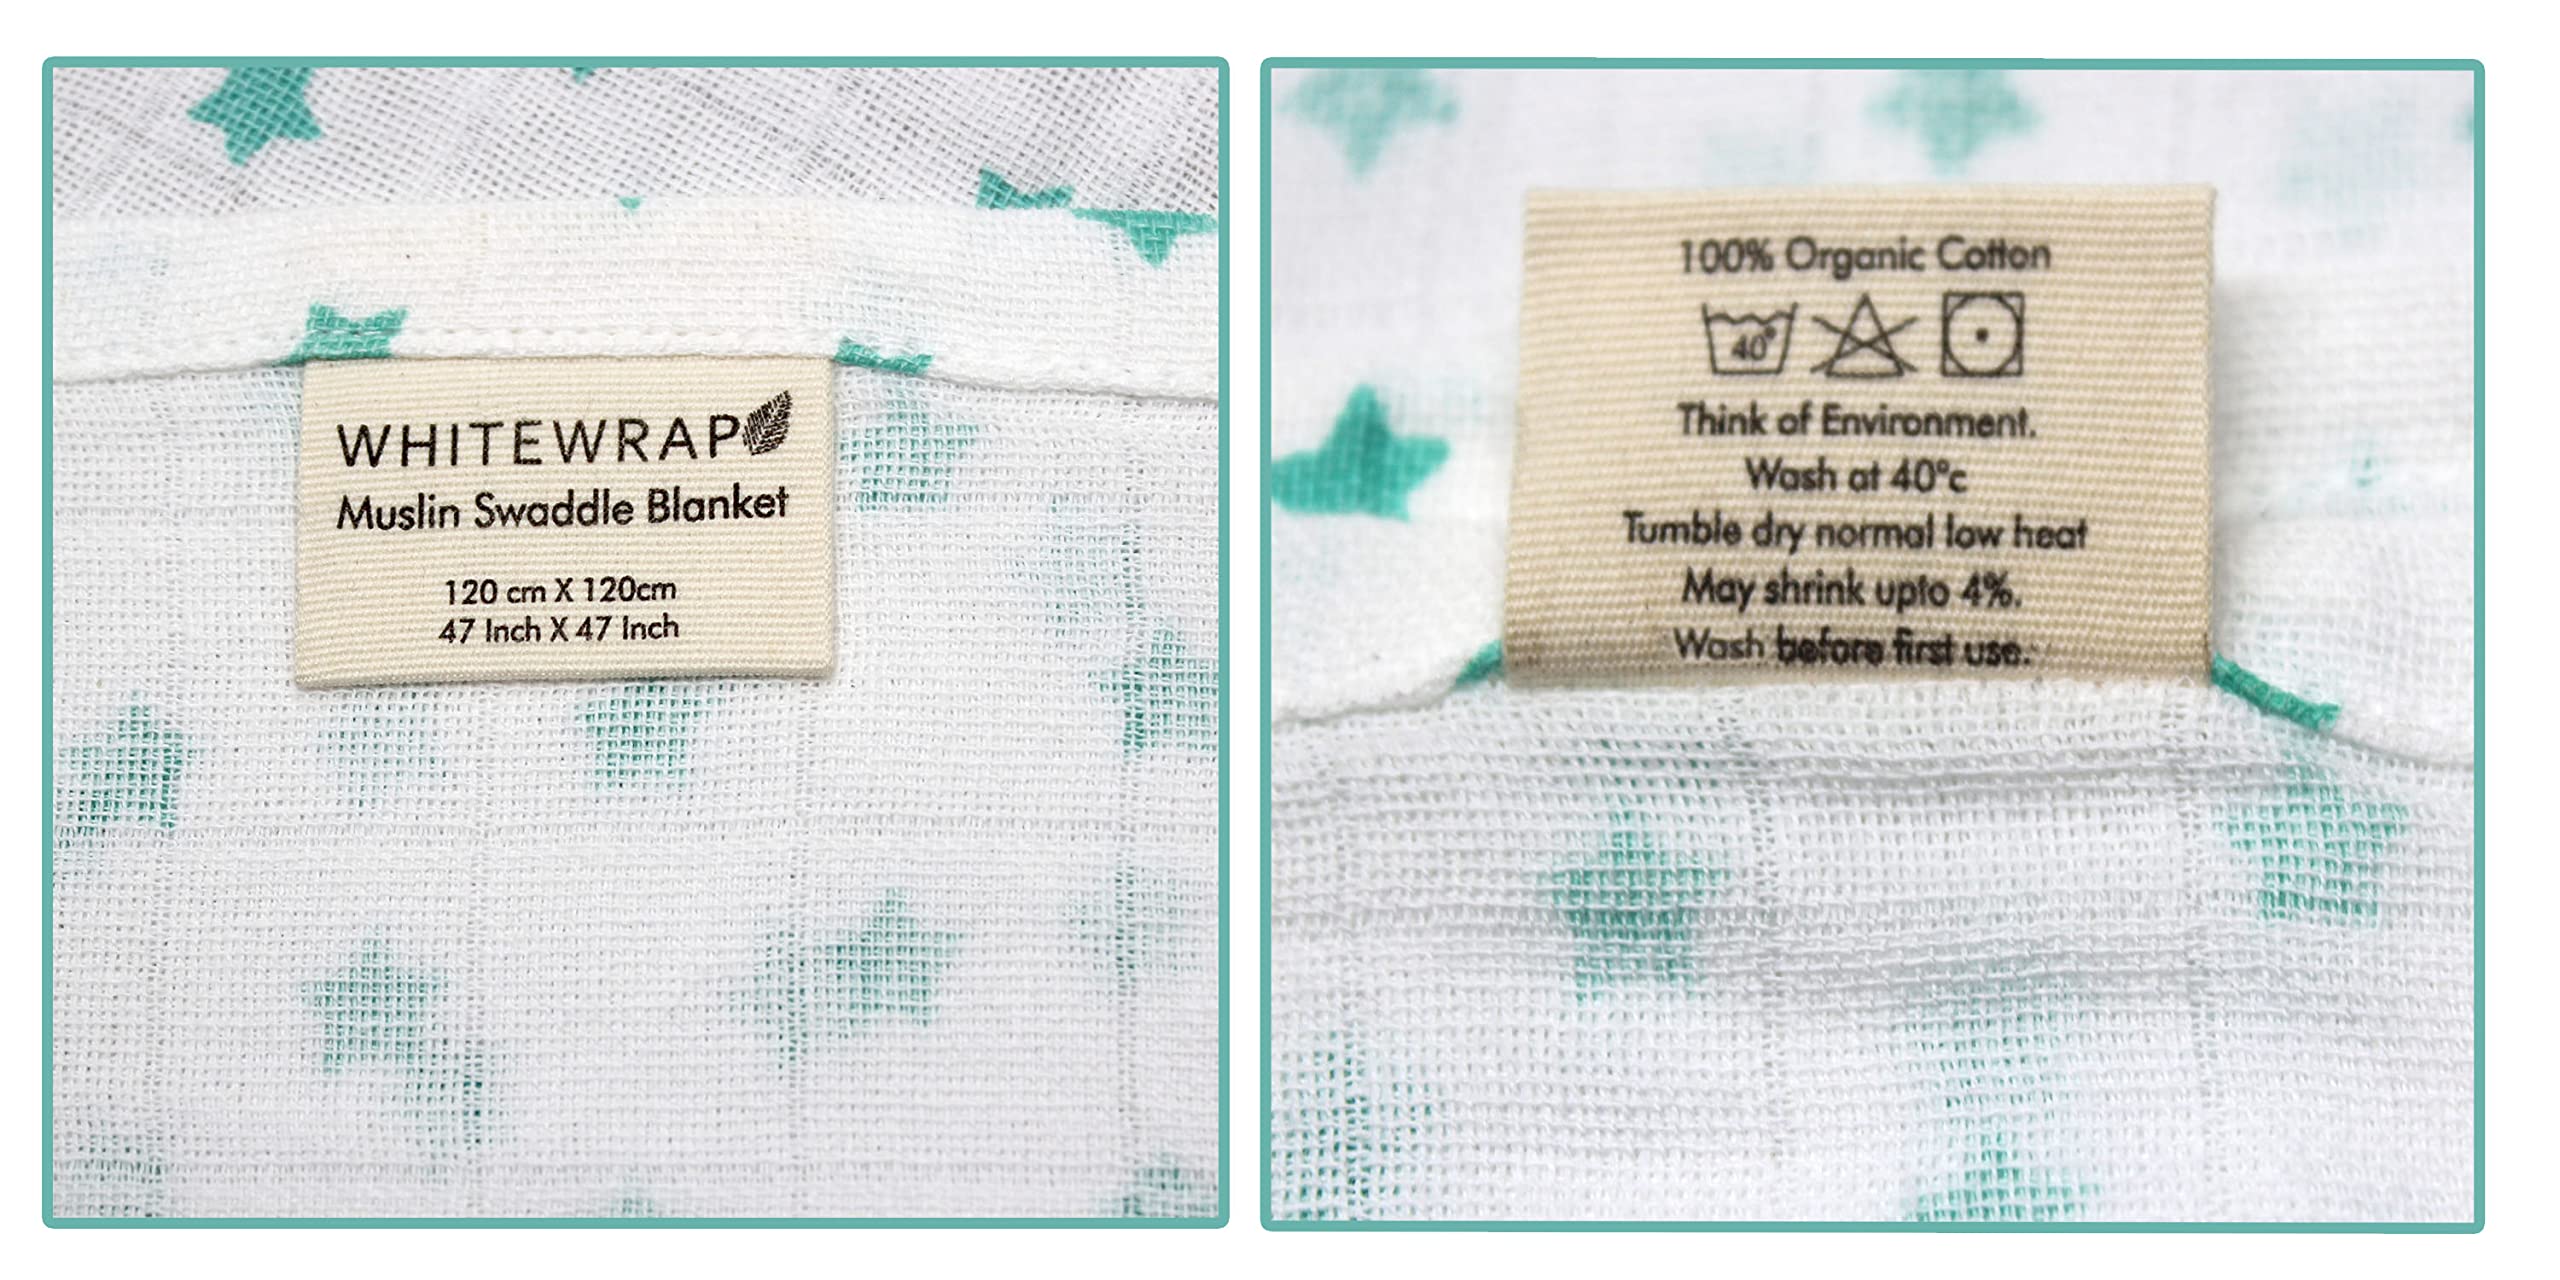 WHITEWRAP
Muslin Swaddle Blanket
120 cm X 120cm
47 Inch X 47 Inch
100% Organic Cotton
40°
Think of Environment.
Wash at 40°c
Tumble dry normal low heat
May shrink upto 4%.
Wash before first use.